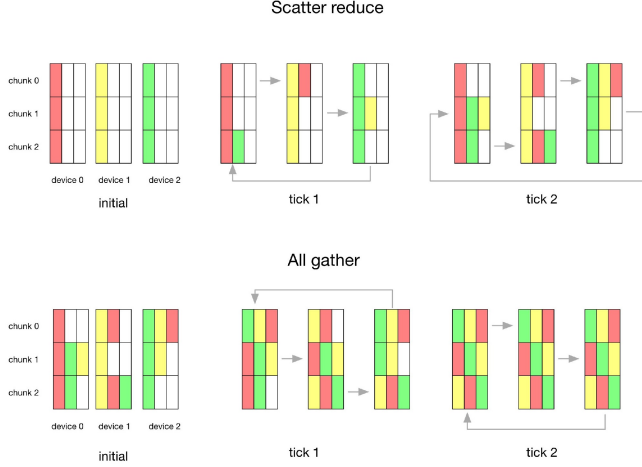 Scatter reduce
chunk 0
chunk 1
chunk 2
device 0 device 1 device 2
initial
tick 1
tick 2
All gather
chunk 0
chunk 1
chunk 2
device 0 device 1 device 2
initial
tick 1
tick 2